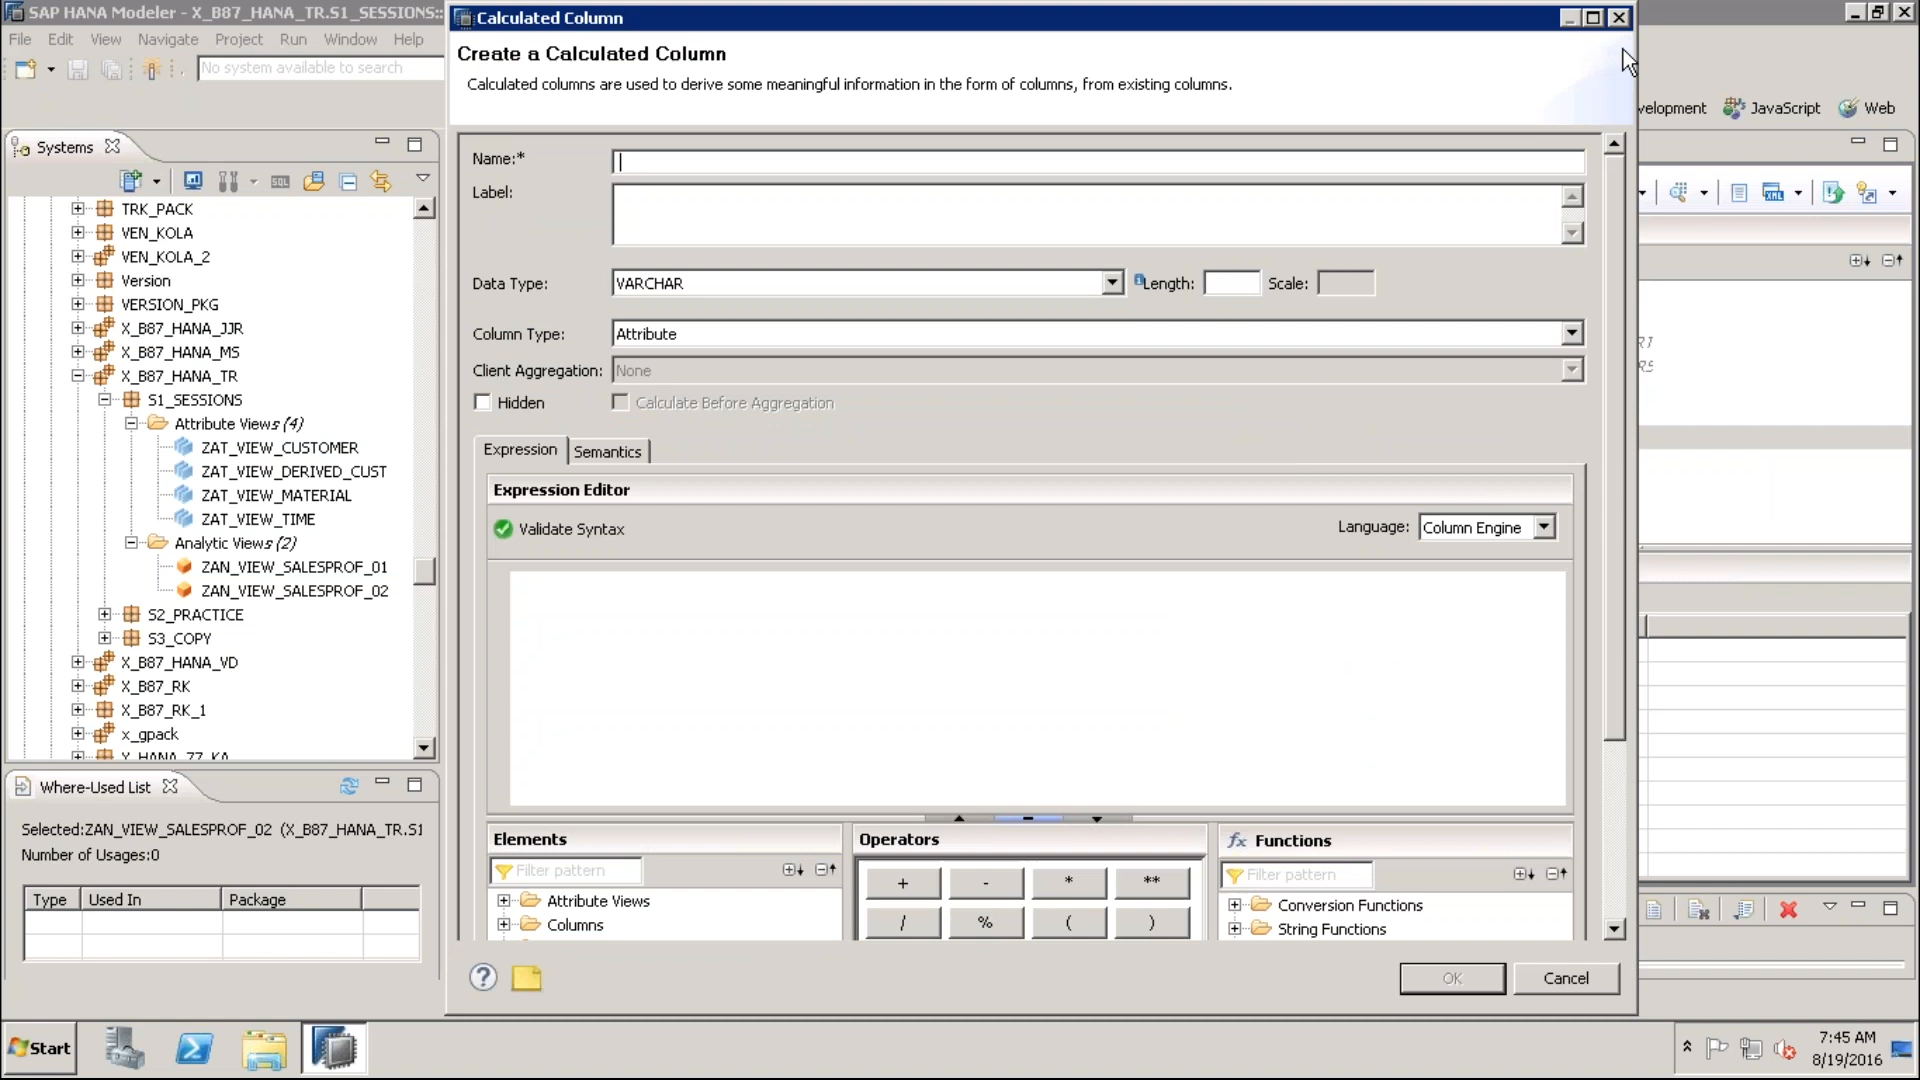 SAP HANA Modeler - X_B87_HANA_TR.S1_SESSIONS::
File Edit View Navigate Project Run Window Help
No system available to search
Systems
TRK_PACK
VEN_KOLA
VEN_KOLA_2
Version
VERSION_PKG
X_B87_HANA_JJR
X_B87_HANA_MS
X_B87_HANA_TR
S1_SESSIONS
Attribute Views (4)
ZAT_VIEW_CUSTOMER
ZAT_VIEW_DERIVED_CUST
ZAT_VIEW_MATERIAL
ZAT_VIEW_TIME
Analytic Views (2)
ZAN_VIEW_SALESPROF_01
ZAN_VIEW_SALESPROF_02
S2_PRACTICE
S3_COPY
X_B87_HANA_VD
X_B87_RK
X_B87_RK_1
x_gpack
Where-Used List
Selected:ZAN_VIEW_SALESPROF_02 (X_B87_HANA_TR.S1
Number of Usages:0
Type Used In Package
Calculated Column
Create a Calculated Column
Calculated columns are used to derive some meaningful information in the form of columns, from existing columns.
Name:*
Label:
Data Type: VARCHAR Length: Scale:
Column Type: Attribute
Client Aggregation: None
Hidden Calculate Before Aggregation
Expression Semantics
Expression Editor
Validate Syntax Language: Column Engine
SQL
Elements Operators fx Functions
Filter pattern + - * ** Filter pattern
Attribute Views / % ( ) Conversion Functions
Columns String Functions
OK Cancel
velopment JavaScript Web
XML
Start
7:45 AM
8/19/2016